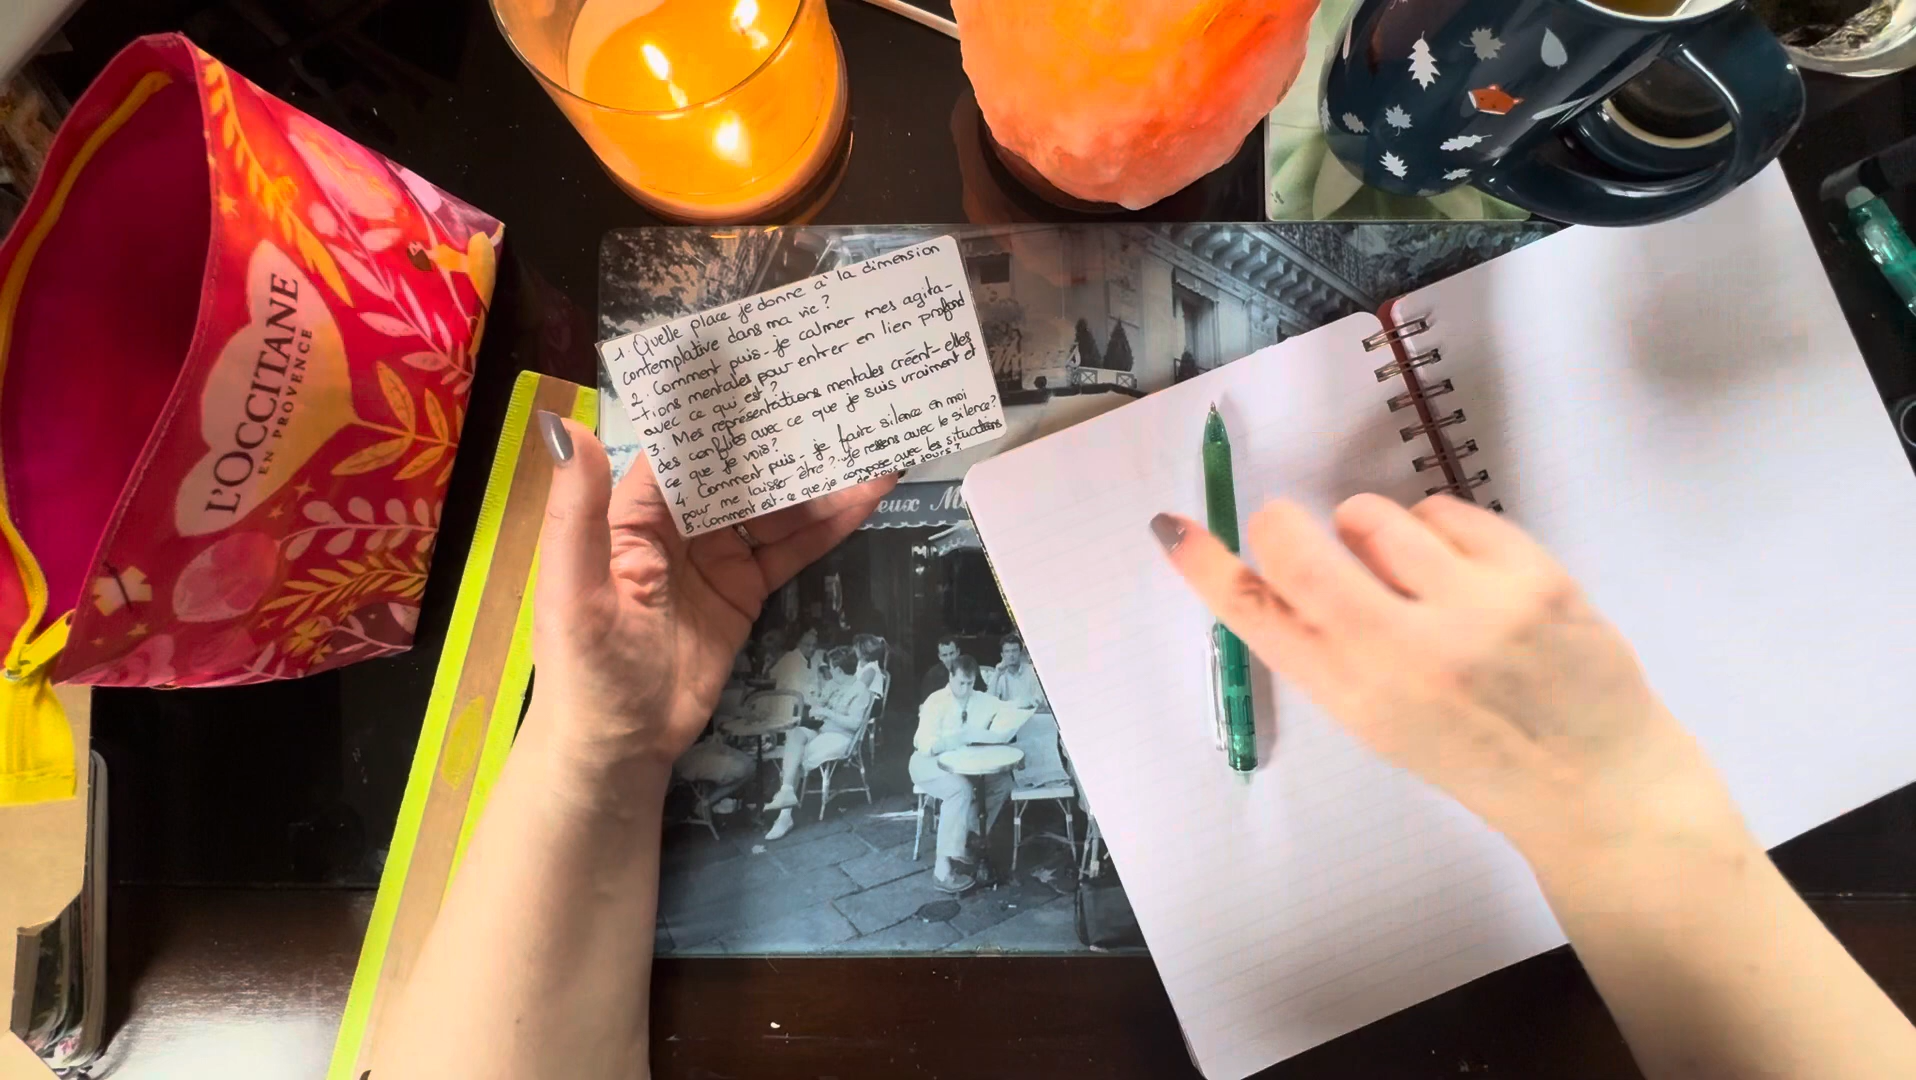 L'OCCITANE
EN PROVENCE
1. Quelle place je donne à la dimension
contemplative dans ma vie ?
2. Comment puis-je calmer mes agita-
tions mentales pour entrer en lien profond
avec ce qui est ?
3. Mes représentations mentales créent-elles
des conflits avec ce que je suis vraiment et
ce que je vois ?
4. Comment puis-je faire silence en moi
pour me laisser être ? Je ressens avec le silence ?
5. Comment est-ce que je compose avec les situations
de tous les jours ?
eux M